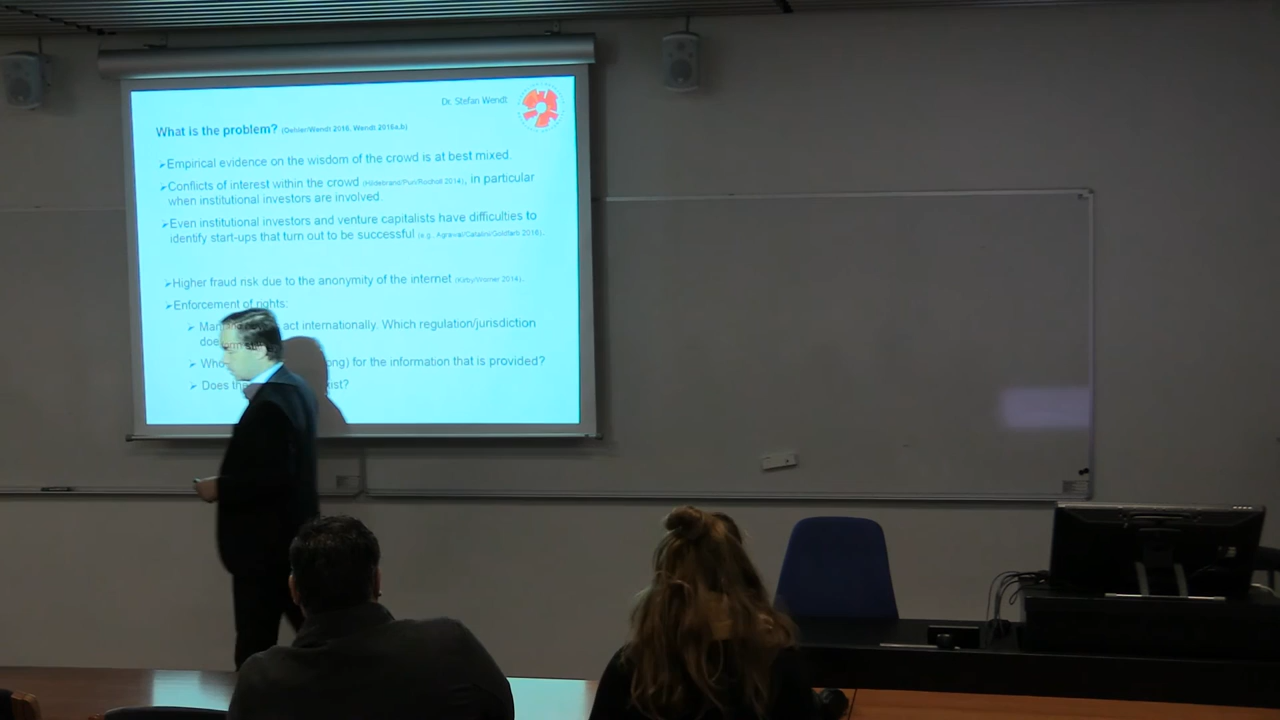 Dr. Stefan Wendt
What is the problem? (Oehler/Wendt 2016, Wendt 2016a,b)
➢Empirical evidence on the wisdom of the crowd is at best mixed.
➢Conflicts of interest within the crowd (Hildebrand/Puri/Rocholl 2014), in particular
when institutional investors are involved.
➢Even institutional investors and venture capitalists have difficulties to
identify start-ups that turn out to be successful (e.g., Agrawal/Catalini/Goldfarb 2016).
➢Higher fraud risk due to the anonymity of the internet (Kirby/Worner 2014).
➢Enforcement of rights:
➢ act internationally. Which regulation/jurisdiction
➢ Who for the information that is provided?
➢ Does